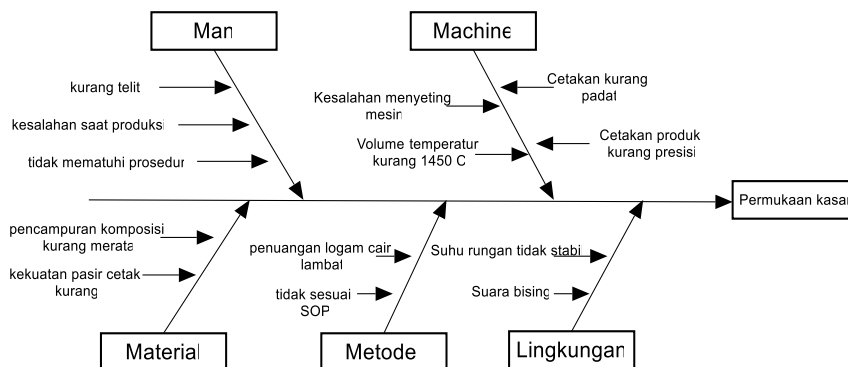 Man
Machine
kurang telit
kesalahan saat produksi
tidak mematuhi prosedur
Cetakan kurang
padat
Kesalahan menyeting
mesin
Cetakan produk
kurang presisi
Volume temperatur
kurang 1450 C
Permukaan kasar
pencampuran komposisi
kurang merata
kekuatan pasir cetak
kurang
penuangan logam cair
lambat
tidak sesuai
SOP
Suhu rungan tidak stabil
Suara bising
Material
Metode
Lingkungan